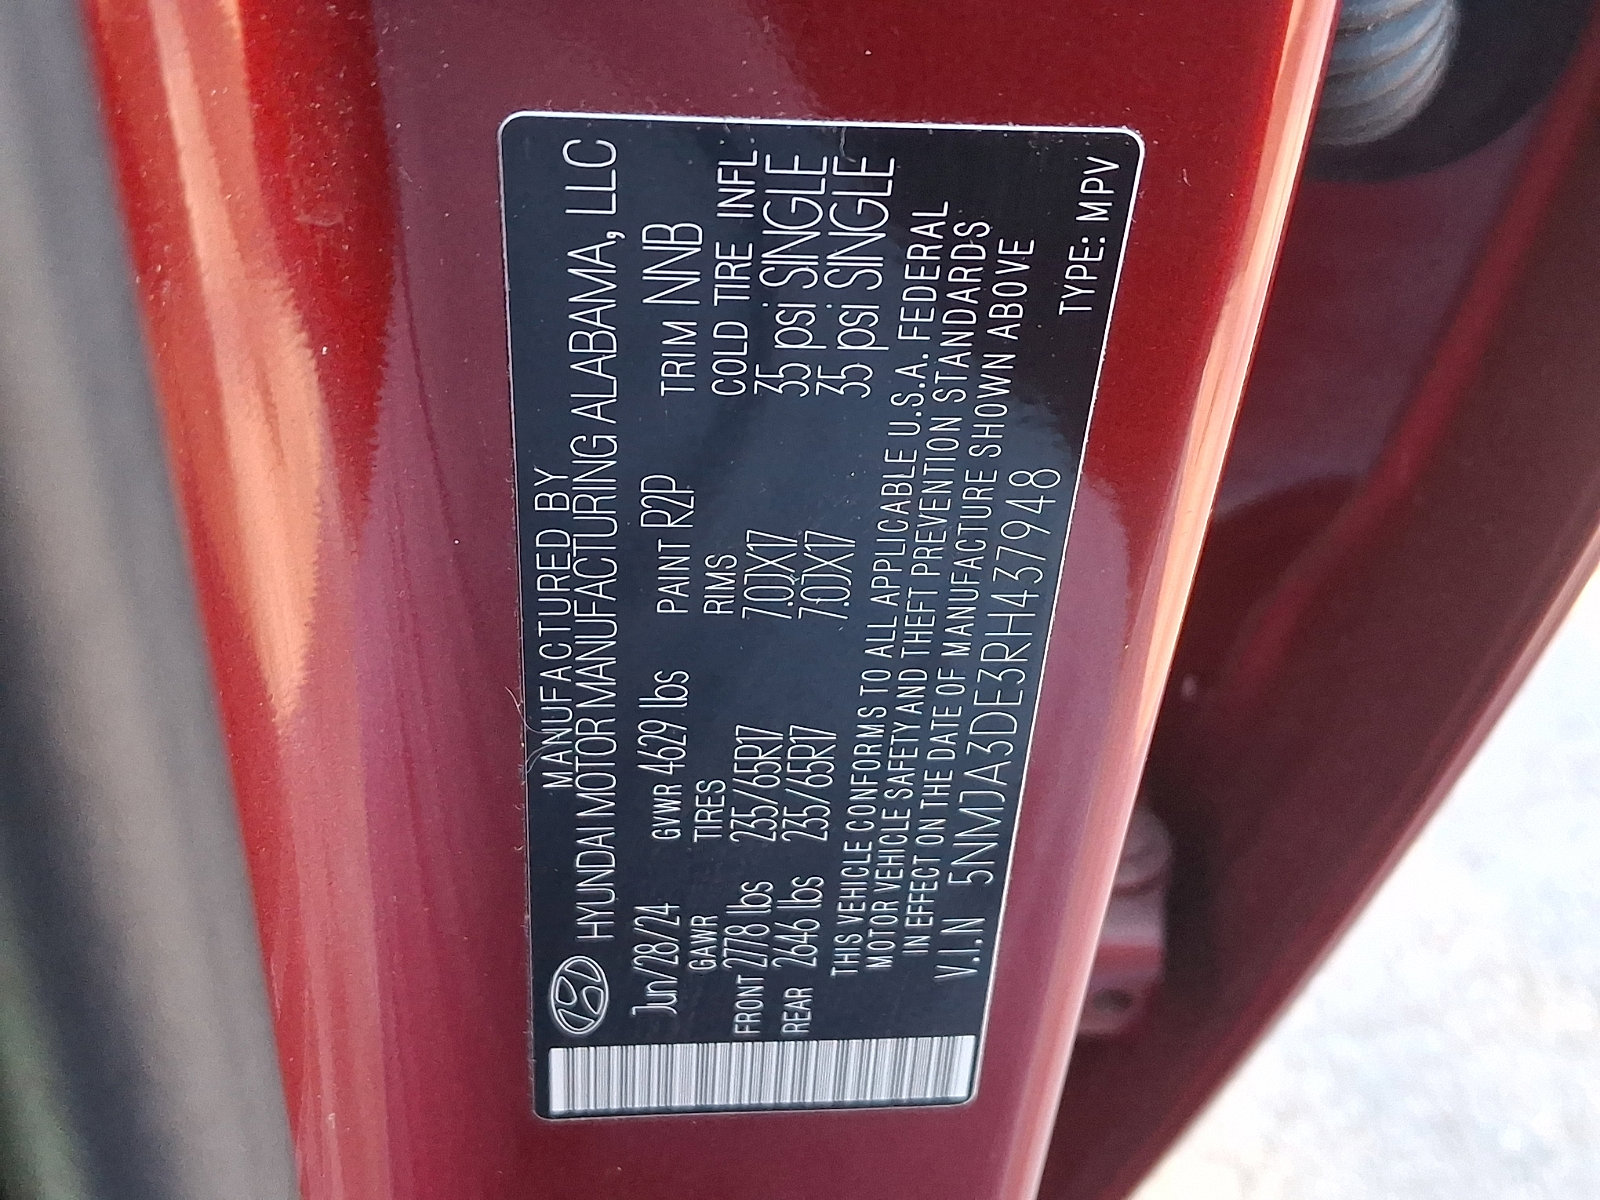 MANUFACTURED BY
HYUNDAI MOTOR MANUFACTURING ALABAMA, LLC
Jun/28/24 GVWR 4629 lbs PAINT R2P TRIM NNB
GAWR TIRES RIMS COLD TIRE INFL
FRONT 2778 lbs 235/65R17 7.0JX17 35 psi SINGLE
REAR 2646 lbs 235/65R17 7.0JX17 35 psi SINGLE
THIS VEHICLE CONFORMS TO ALL APPLICABLE U.S.A. FEDERAL
MOTOR VEHICLE SAFETY AND THEFT PREVENTION STANDARDS
IN EFFECT ON THE DATE OF MANUFACTURE SHOWN ABOVE
V.I.N 5NMJA3DE3RH437948 TYPE: MPV